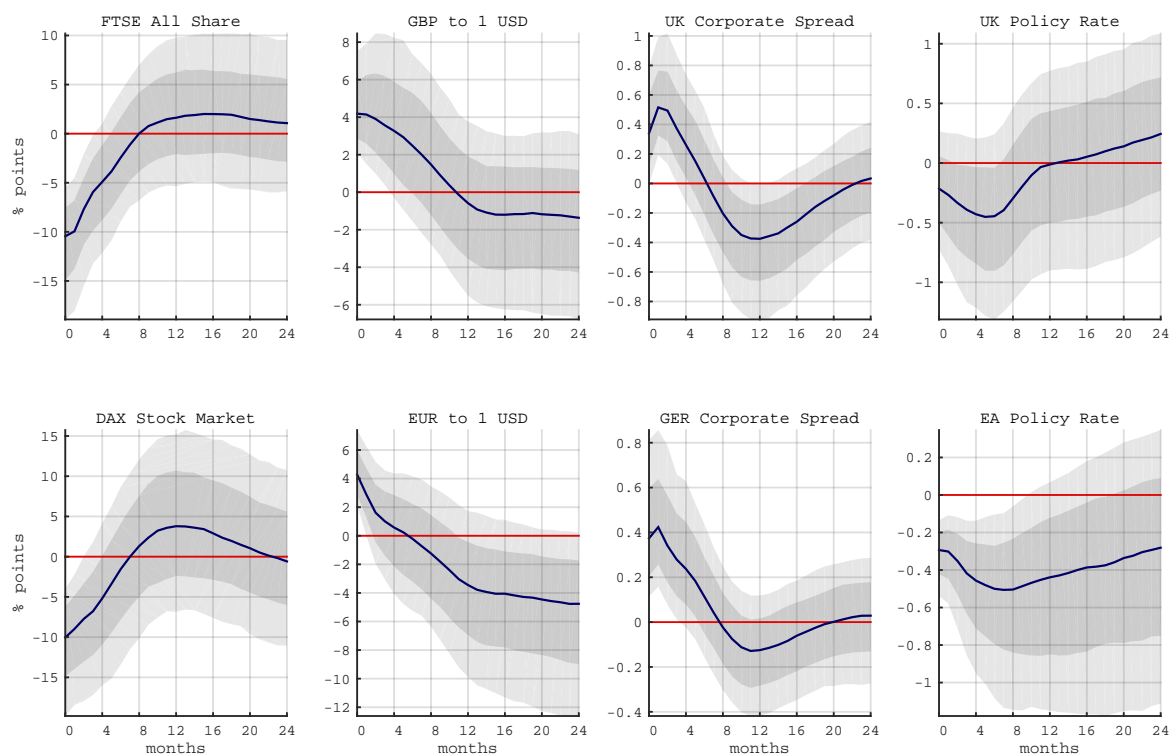 FTSE All Share
GBP to 1 USD
UK Corporate Spread
UK Policy Rate
% points
10
5
0
-5
-10
-15
0 4 8 12 16 20 24
8
6
4
2
0
-2
-4
-6
0 4 8 12 16 20 24
1
0.8
0.6
0.4
0.2
0
-0.2
-0.4
-0.6
-0.8
0 4 8 12 16 20 24
1
0.5
0
-0.5
-1
0 4 8 12 16 20 24
DAX Stock Market
EUR to 1 USD
GER Corporate Spread
EA Policy Rate
% points
15
10
5
0
-5
-10
-15
0 4 8 12 16 20 24
months
6
4
2
0
-2
-4
-6
-8
-10
-12
0 4 8 12 16 20 24
months
0.8
0.6
0.4
0.2
0
-0.2
-0.4
0 4 8 12 16 20 24
months
0.2
0
-0.2
-0.4
-0.6
-0.8
-1
0 4 8 12 16 20 24
months